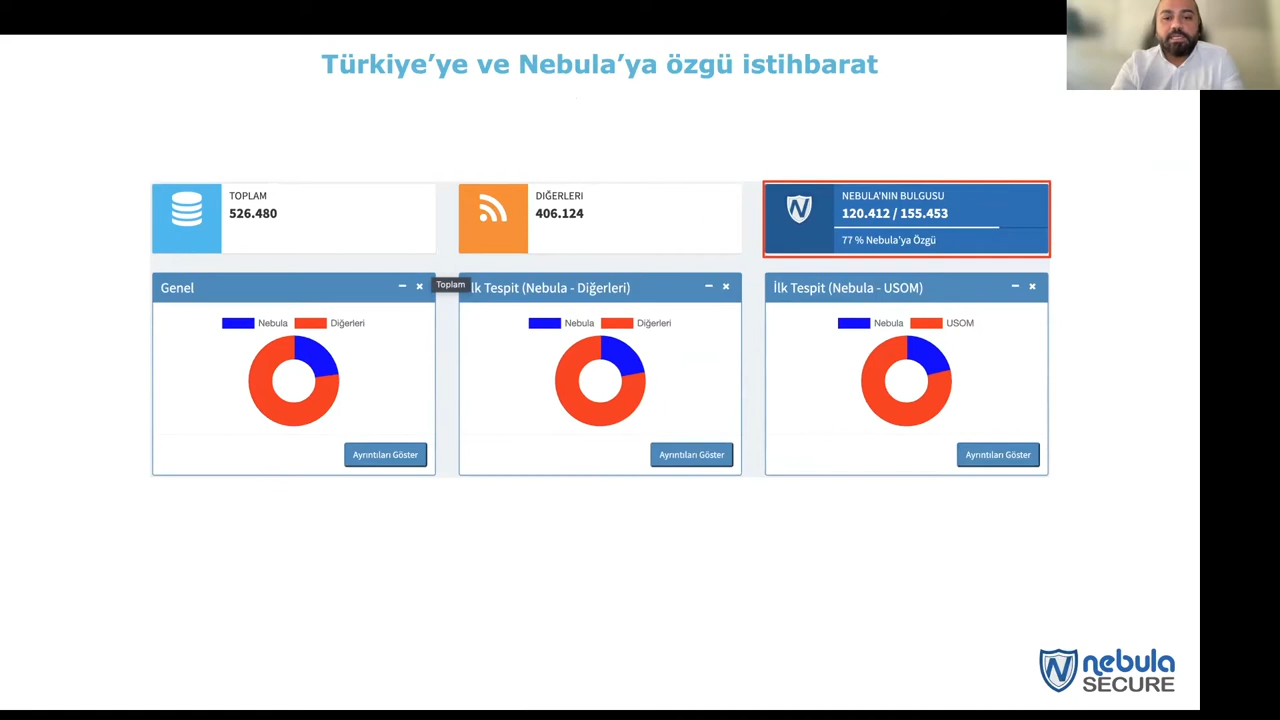 Türkiye’ye ve Nebula’ya özgü istihbarat
TOPLAM
526.480
DIĞERLERI
406.124
NEBULA'NIN BULGUSU
120.412 / 155.453
77 % Nebula'ya Özgü
Genel
Toplam
lk Tespit (Nebula - Diğerleri)
İlk Tespit (Nebula - USOM)
Nebula Diğerleri
Nebula Diğerleri
Nebula USOM
Ayrıntıları Göster
Ayrıntıları Göster
Ayrıntıları Göster
nebula
SECURE